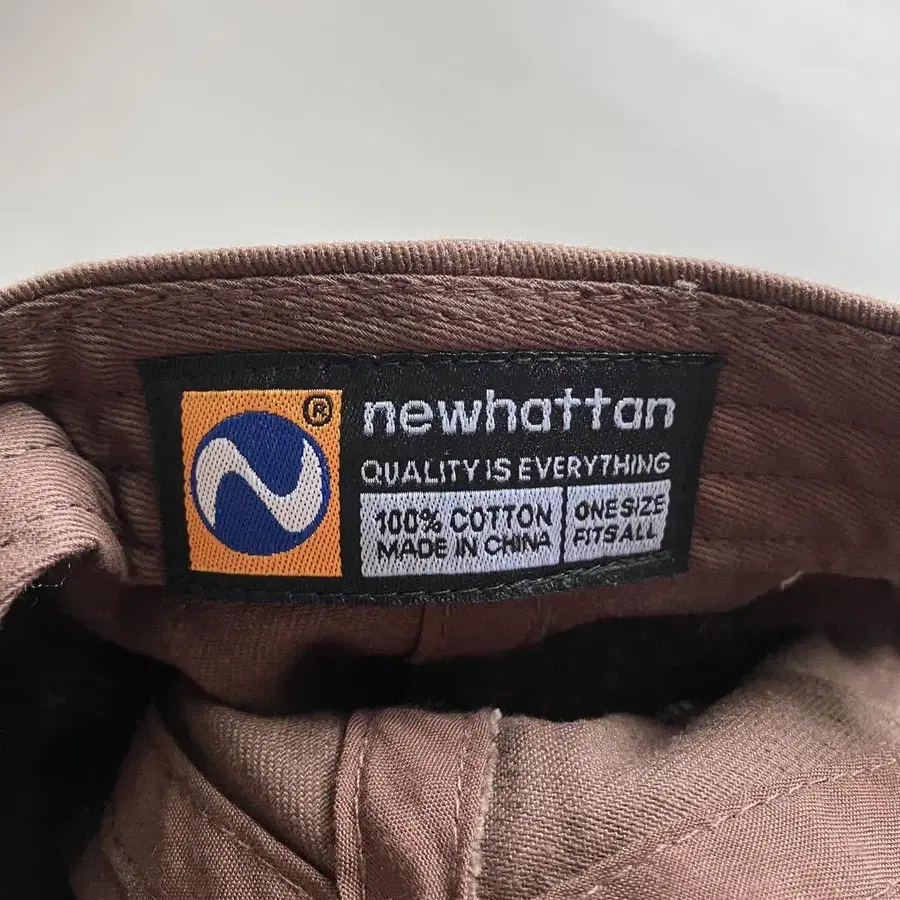 ®
newhattan
QUALITY IS EVERYTHING
100% COTTON
MADE IN CHINA
ONE SIZE
FITS ALL